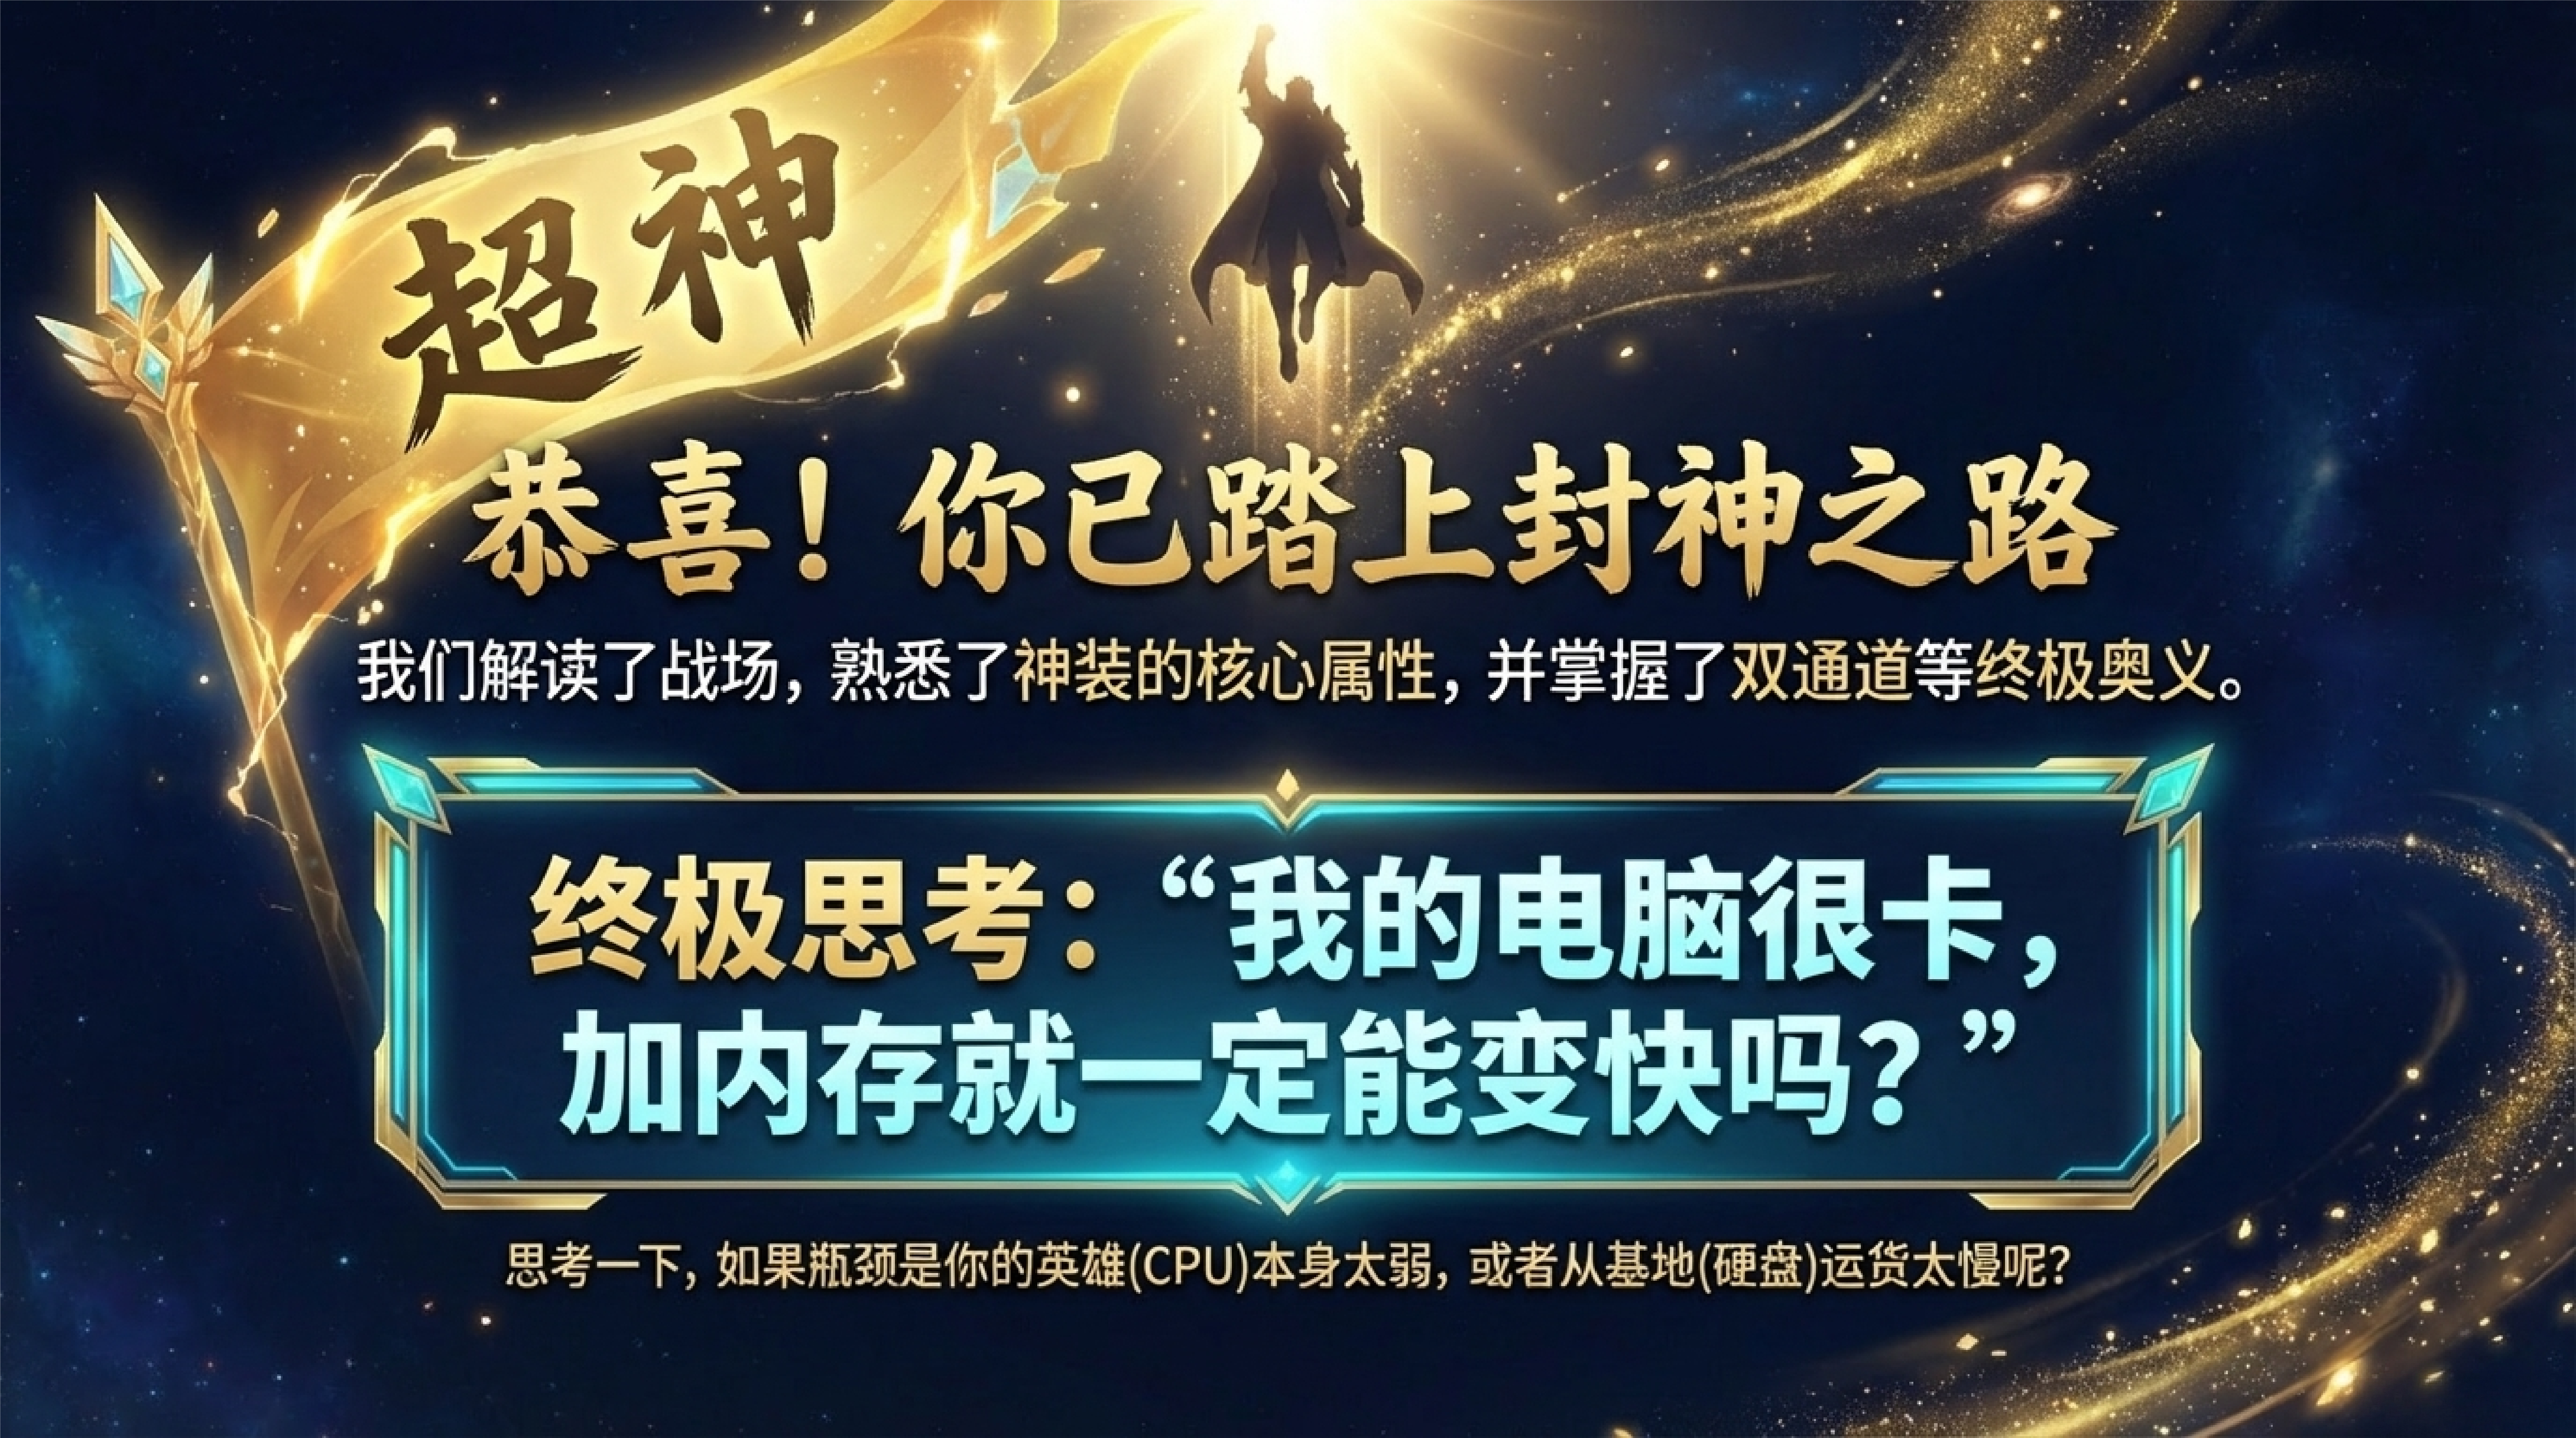 超神
恭喜！你已踏上封神之路
我们解读了战场，熟悉了神装的核心属性，并掌握了双通道等终极奥义。
终极思考：“我的电脑很卡，
加内存就一定能变快吗？”
思考一下，如果瓶颈是你的英雄(CPU)本身太弱，或者从基地(硬盘)运货太慢呢？